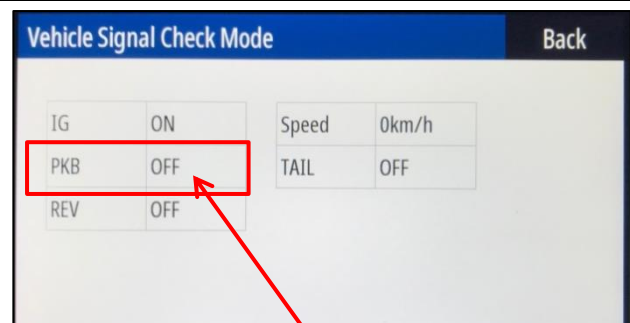 Vehicle Signal Check Mode Back
IG ON Speed 0km/h
PKB OFF TAIL OFF
REV OFF